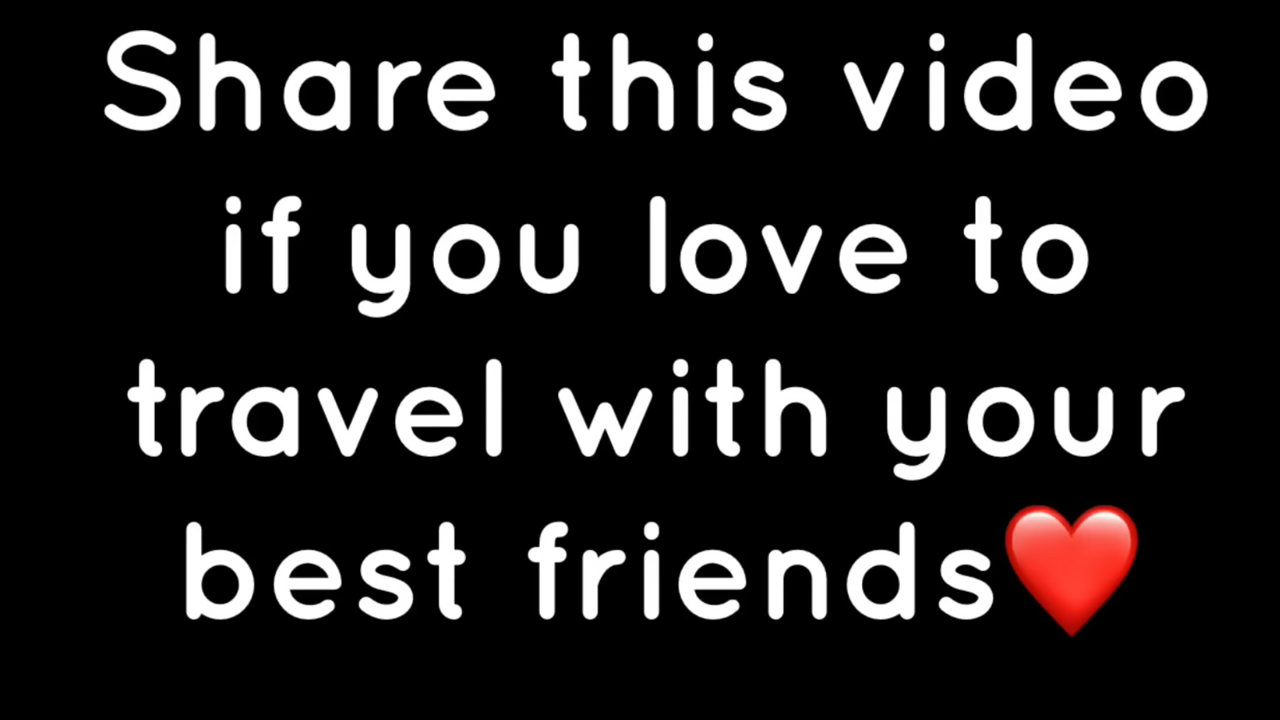 Share this video
if you love to
travel with your
best friends❤️